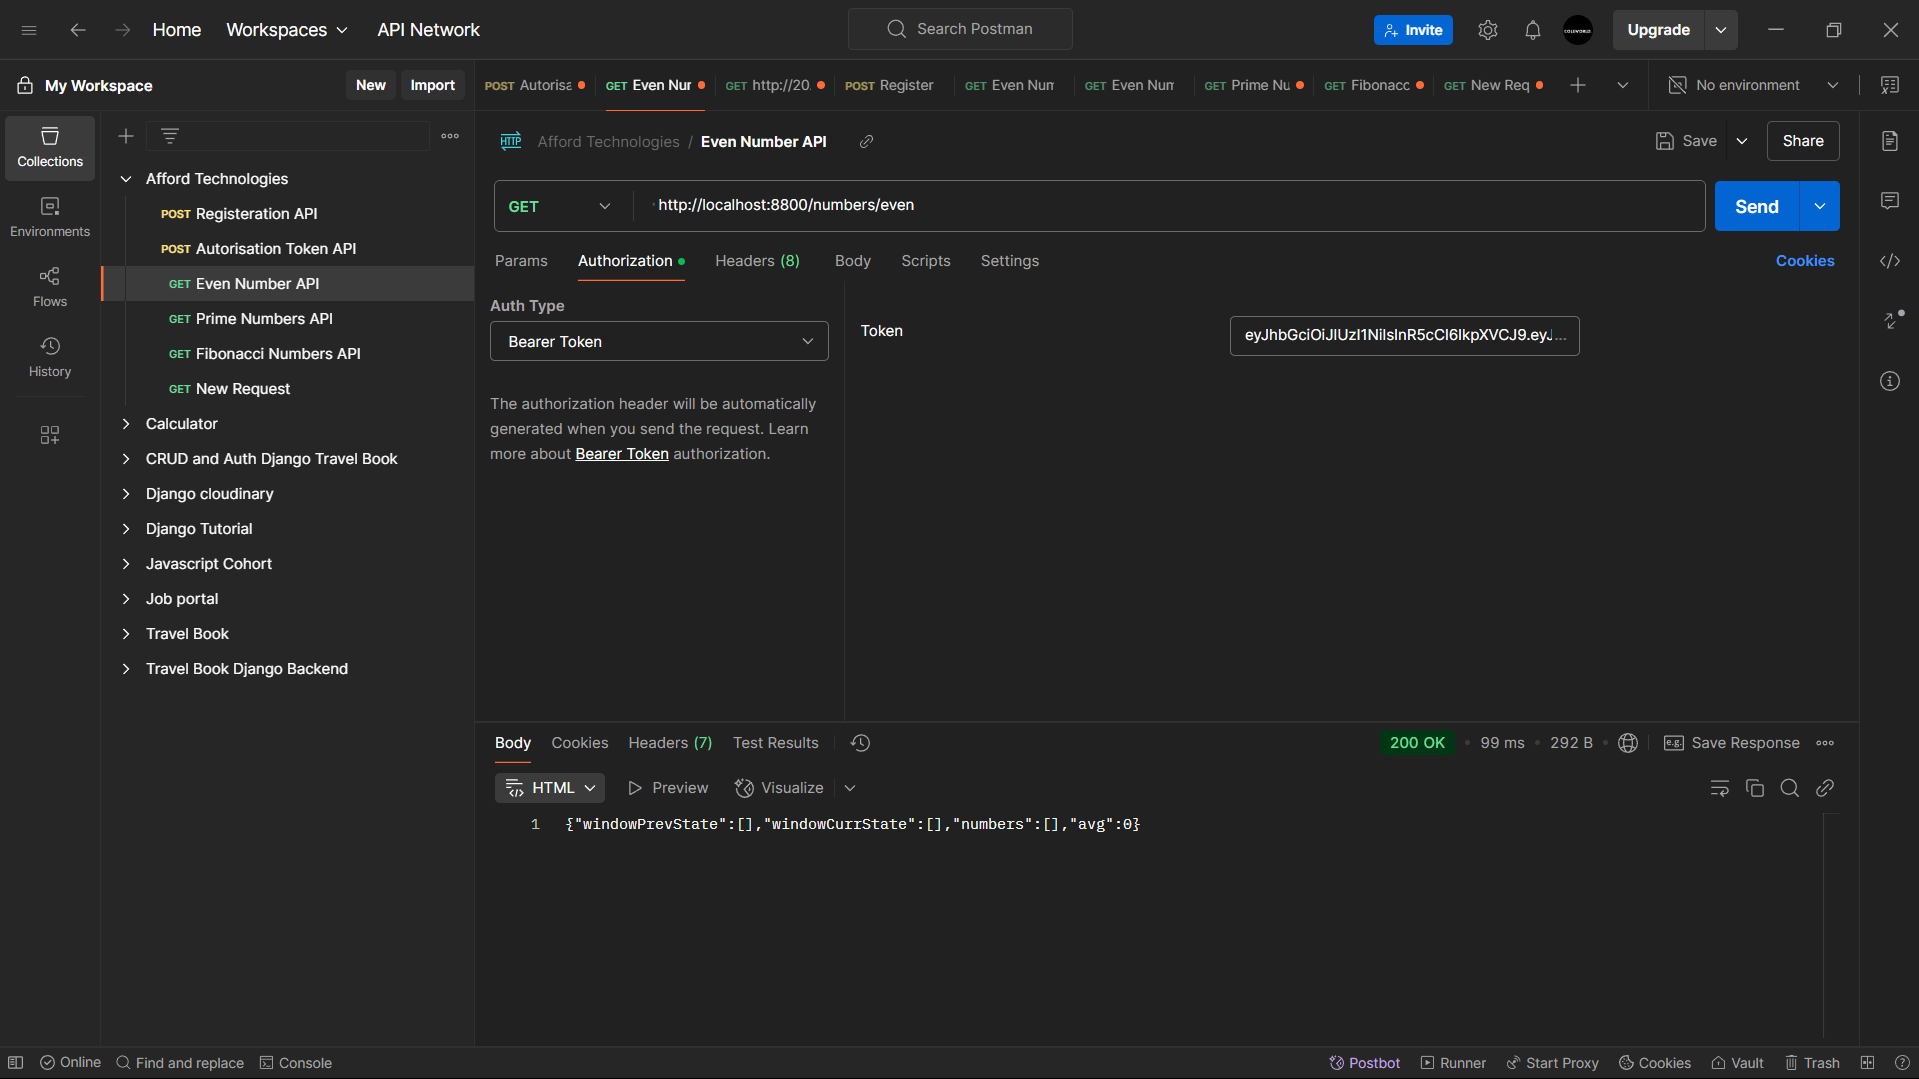 Home Workspaces API Network Search Postman Invite COLEWORLD. Upgrade
My Workspace New Import POST Autorisa GET Even Nur GET http://20. POST Register GET Even Num GET Even Num GET Prime Nu GET Fibonacc GET New Req No environment
Collections
Environments
Flows
History
Afford Technologies
POST Registeration API
POST Autorisation Token API
GET Even Number API
GET Prime Numbers API
GET Fibonacci Numbers API
GET New Request
Calculator
CRUD and Auth Django Travel Book
Django cloudinary
Django Tutorial
Javascript Cohort
Job portal
Travel Book
Travel Book Django Backend
HTTP Afford Technologies / Even Number API Save Share
GET http://localhost:8800/numbers/even Send
Params Authorization Headers (8) Body Scripts Settings Cookies
Auth Type
Bearer Token
Token eyJhbGciOiJIUzI1NiIsInR5cCI6IkpXVCJ9.eyJ...
The authorization header will be automatically
generated when you send the request. Learn
more about Bearer Token authorization.
Body Cookies Headers (7) Test Results 200 OK • 99 ms • 292 B • e.g. Save Response
HTML Preview Visualize
1 {"windowPrevState":[],"windowCurrState":[],"numbers":[],"avg":0}
Online Find and replace Console Postbot Runner Start Proxy Cookies Vault Trash